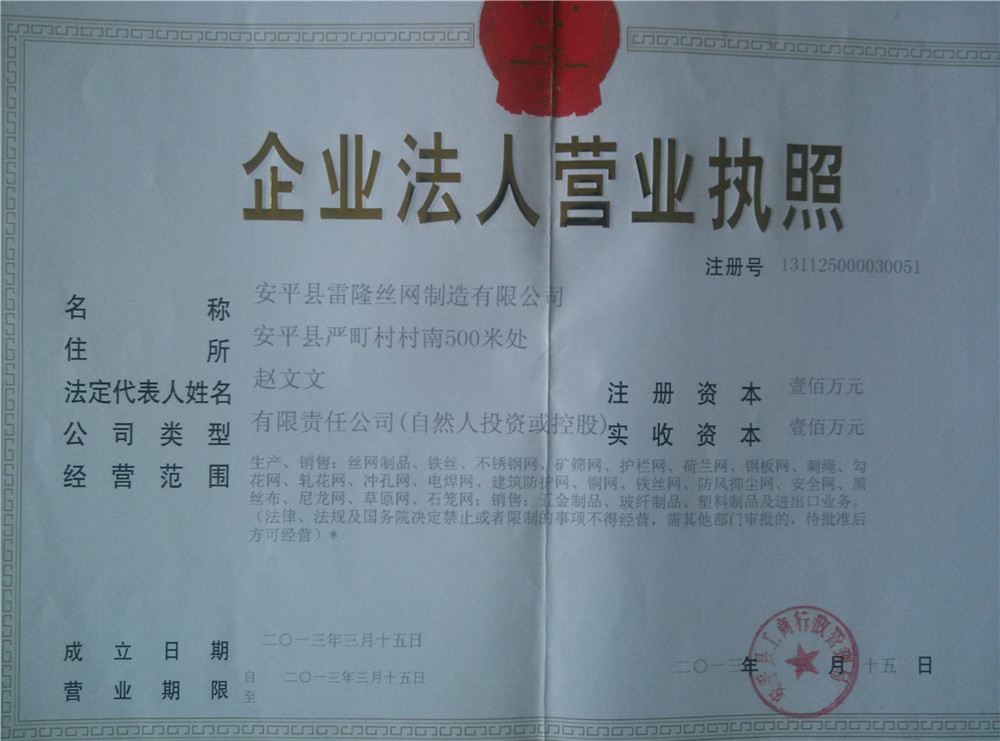 企业法人营业执照
注册号 131125000030051
名称 安平县雷隆丝网制造有限公司
住所 安平县严町村村南500米处
法定代表人姓名 赵文文
注册资本 壹佰万元
公司类型 有限责任公司(自然人投资或控股)
实收资本 壹佰万元
经营范围 生产、销售：丝网制品、铁丝、不锈钢网、矿筛网、护栏网、荷兰网、钢板网、刺绳、勾
花网、轧花网、冲孔网、电焊网、建筑防护网、铜网、铁丝网、防风抑尘网、安全网、黑
丝布、尼龙网、草原网、石笼网；销售：五金制品、玻纤制品、塑料制品及进出口业务。
（法律、法规及国务院决定禁止或者限制的事项不得经营，需其他部门审批的，待批准后
方可经营）*
成立日期 二〇一三年三月十五日
营业期限 自 二〇一三年三月十五日
至
二〇一三年 月十五日
安平县工商行政管理局